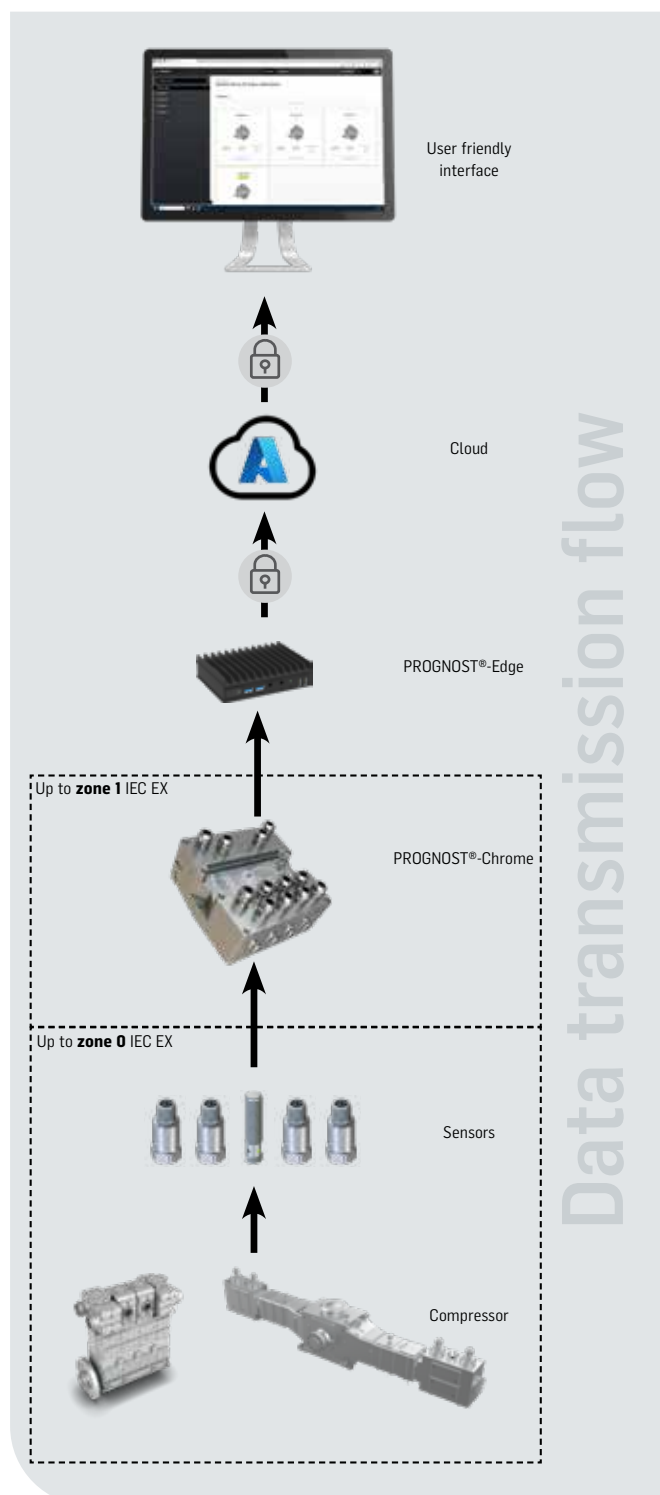 User friendly
interface
Cloud
PROGNOST®-Edge
Up to zone 1 IEC EX
PROGNOST®-Chrome
Up to zone 0 IEC EX
Sensors
Compressor
Data transmission flow